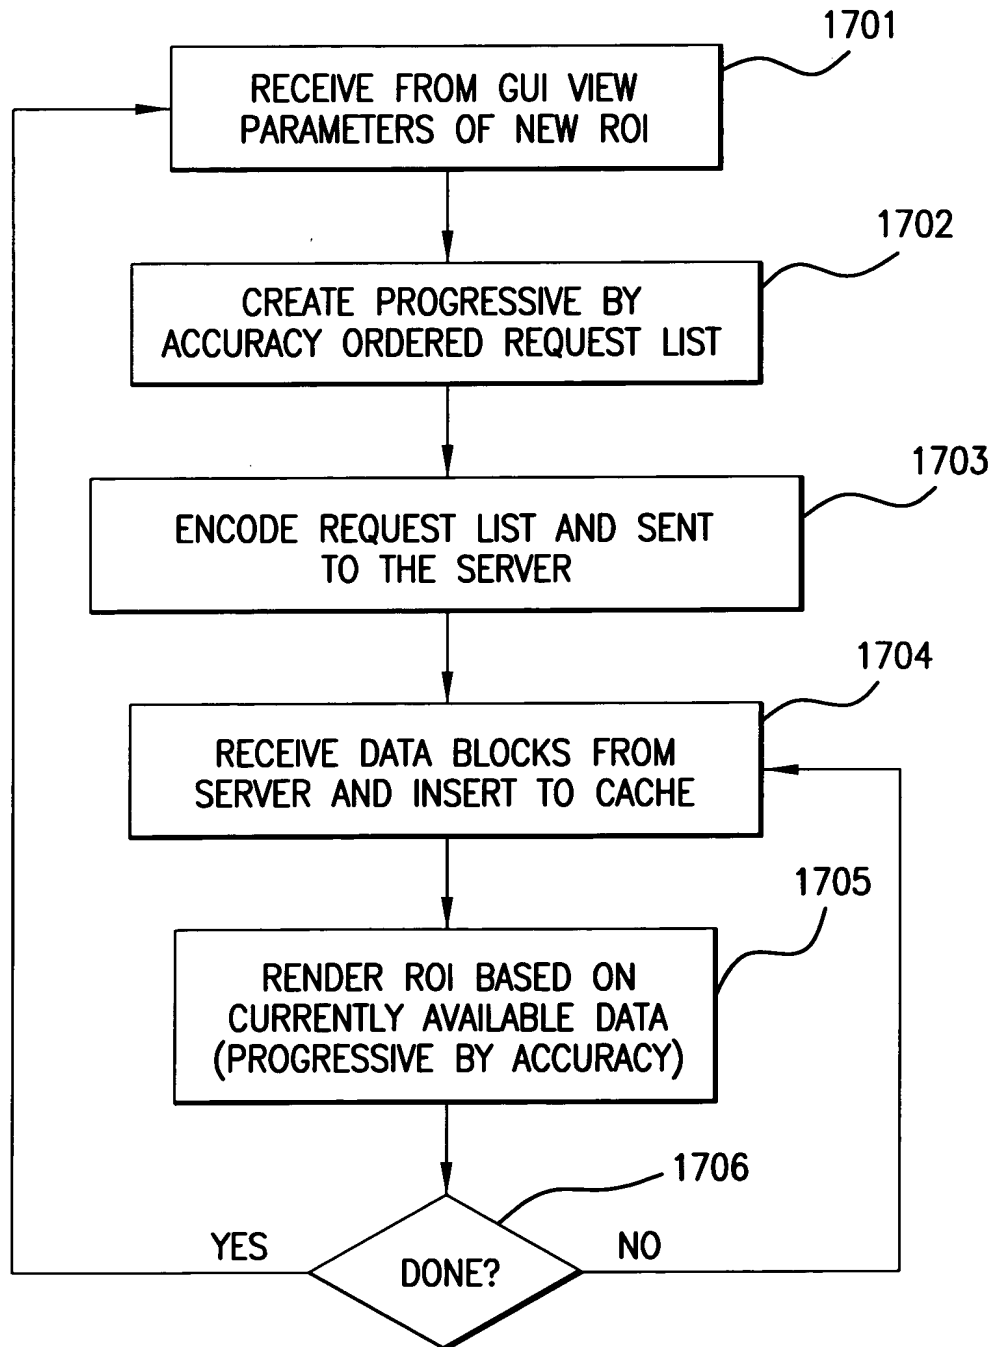 1701
RECEIVE FROM GUI VIEW
PARAMETERS OF NEW ROI
1702
CREATE PROGRESSIVE BY
ACCURACY ORDERED REQUEST LIST
1703
ENCODE REQUEST LIST AND SENT
TO THE SERVER
1704
RECEIVE DATA BLOCKS FROM
SERVER AND INSERT TO CACHE
1705
RENDER ROI BASED ON
CURRENTLY AVAILABLE DATA
(PROGRESSIVE BY ACCURACY)
1706
YES
DONE?
NO